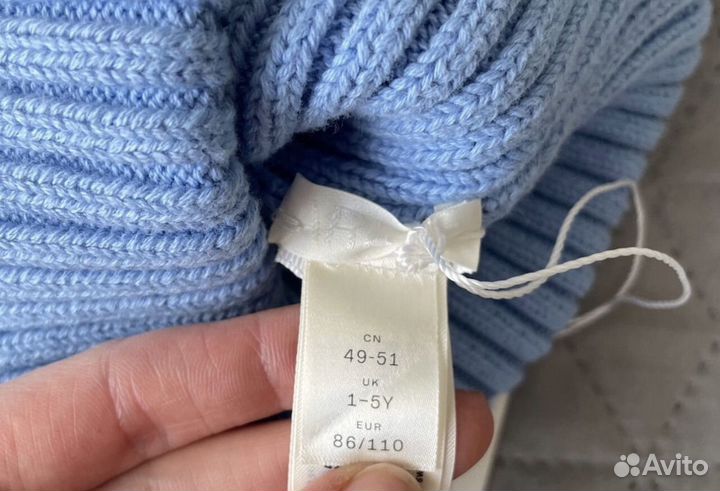 CN
49-51
UK
1-5Y
EUR
86/110
Avito